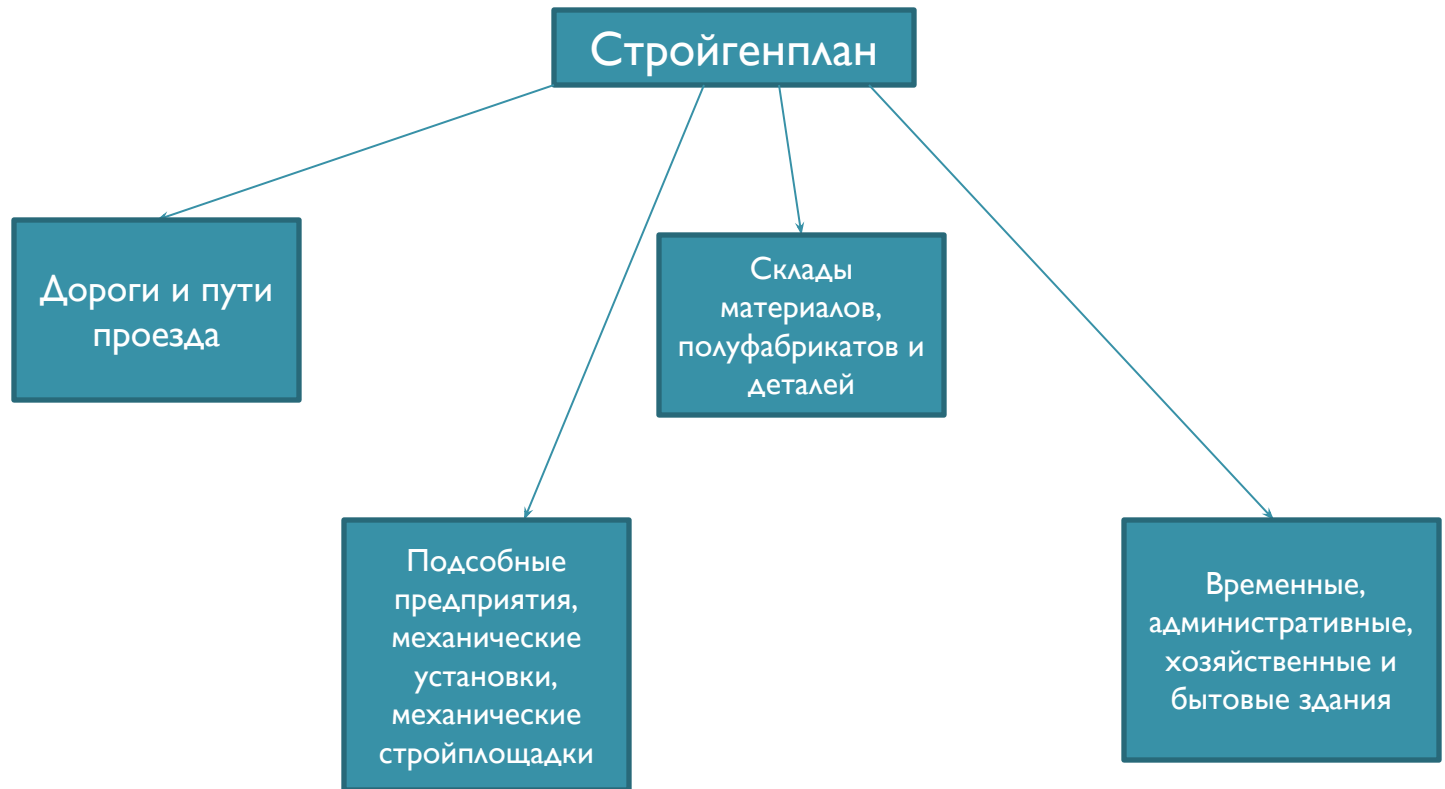 Стройгенплан
Дороги и пути
проезда
Склады
материалов,
полуфабрикатов и
деталей
Подсобные
предприятия,
механические
установки,
механические
стройплощадки
Временные,
административные,
хозяйственные и
бытовые здания